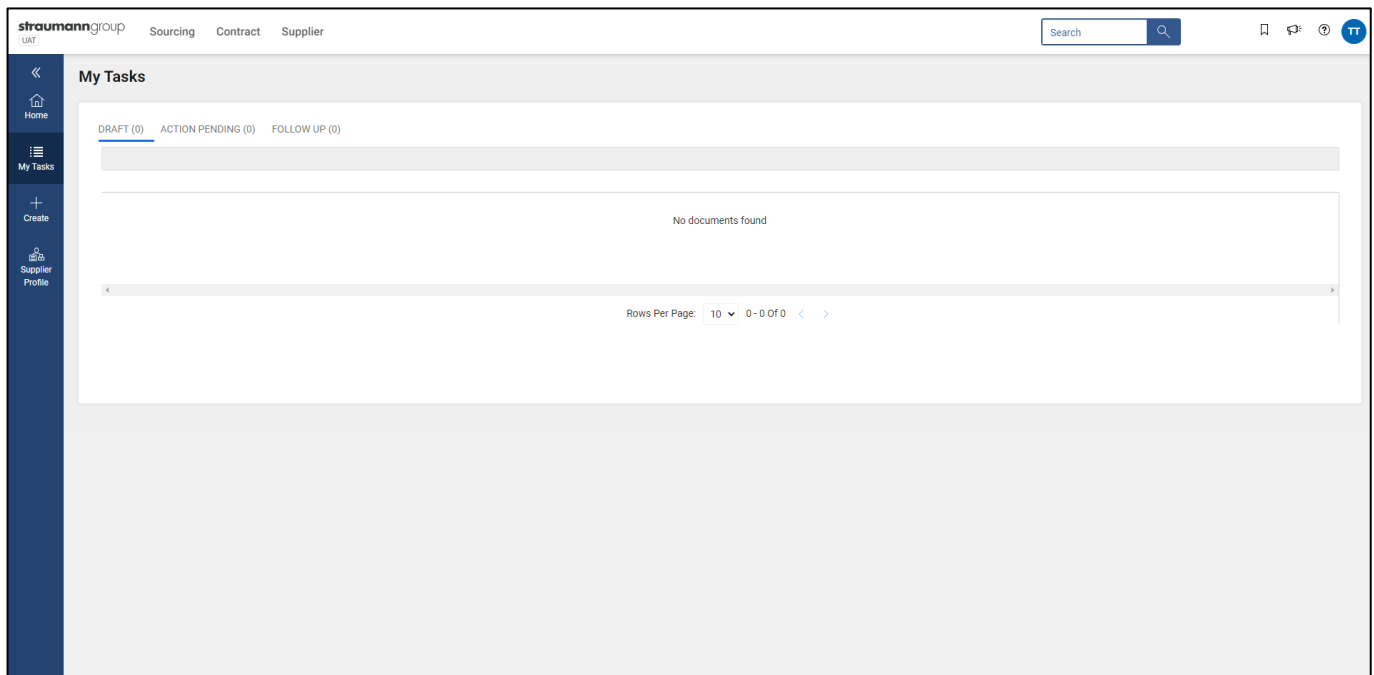 straumanngroup
UAT
Sourcing Contract Supplier
Search
TT
Home
My Tasks
Create
Supplier
Profile
My Tasks
DRAFT (0) ACTION PENDING (0) FOLLOW UP (0)
No documents found
Rows Per Page: 10 0 - 0 Of 0